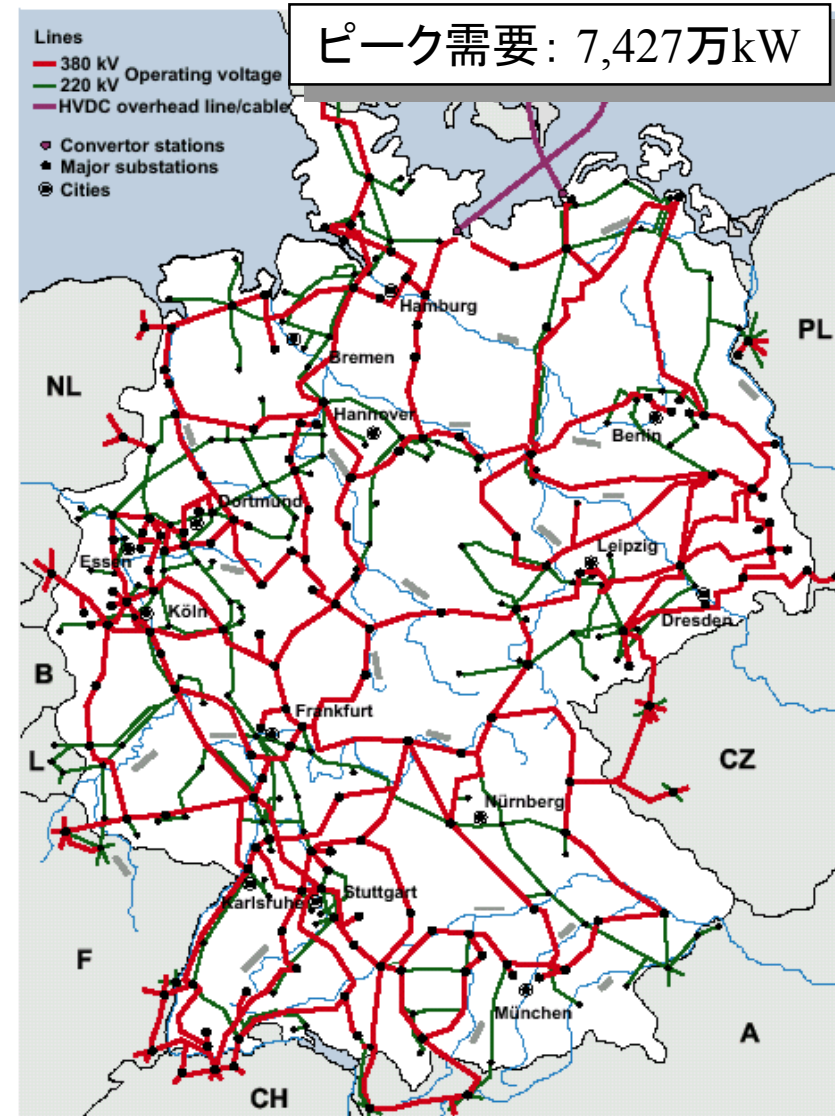 ピーク需要：7,427万kW
Lines
380 kV
220 kV
Operating voltage
HVDC overhead line/cable
Convertor stations
Major substations
Cities
Hamburg
PL
Bremen
NL
Hannover
Berlin
Dortmund
Leipzig
Essen
Köln
Dresden
B
Frankfurt
L
CZ
Nürnberg
Stuttgart
Karlsruhe
F
München
A
CH